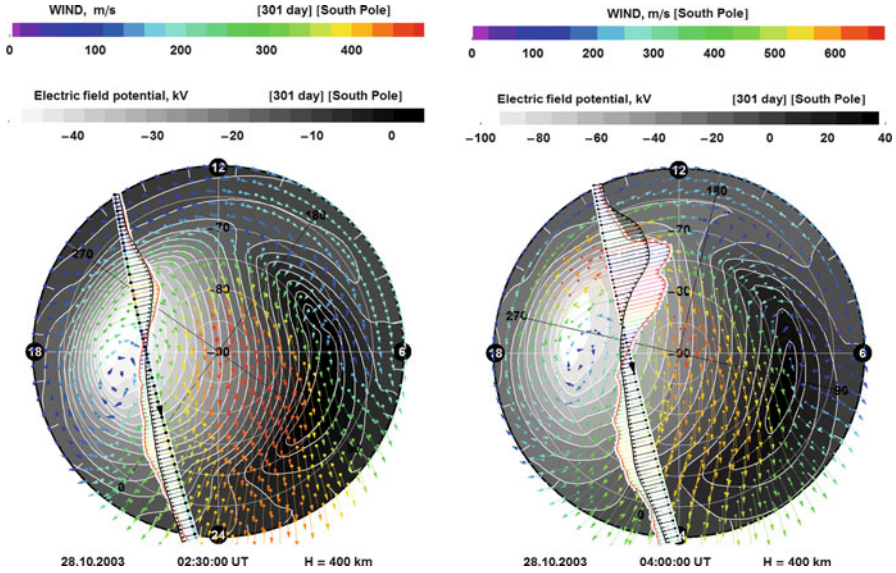 WIND, m/s [301 day] [South Pole]
0 100 200 300 400
Electric field potential, kV [301 day] [South Pole]
−40 −30 −20 −10 0
12
180
−70
270
−80
18
−90
6
0
24
28.10.2003 02:30:00 UT H = 400 km
WIND, m/s [South Pole]
0 100 200 300 400 500 600
Electric field potential, kV [301 day] [South Pole]
−100 −80 −60 −40 −20 0 20 40
12
180
−70
−80
270
18
−90
6
90
0
24
28.10.2003 04:00:00 UT H = 400 km